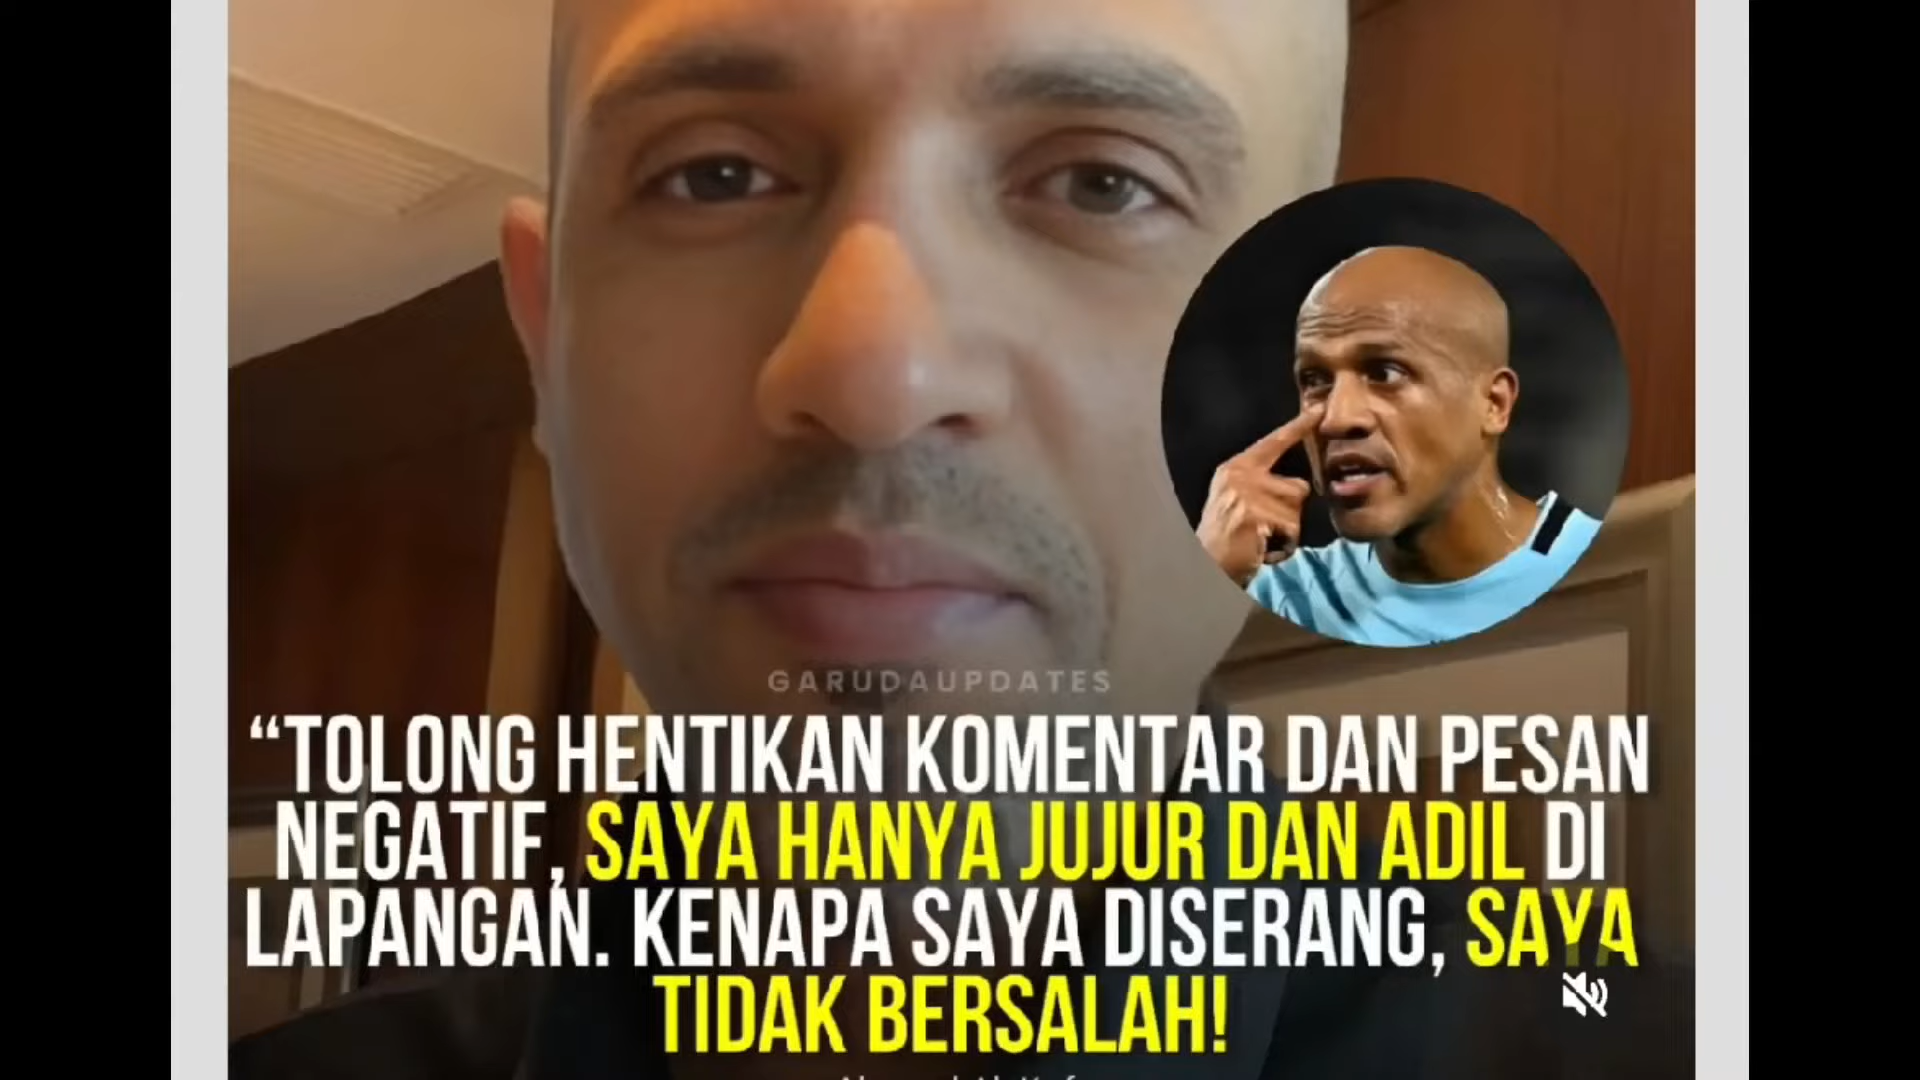 GARUDAUPDATES
“TOLONG HENTIKAN KOMENTAR DAN PESAN
NEGATIF, SAYA HANYA JUJUR DAN ADIL DI
LAPANGAN. KENAPA SAYA DISERANG, SAYA
TIDAK BERSALAH!